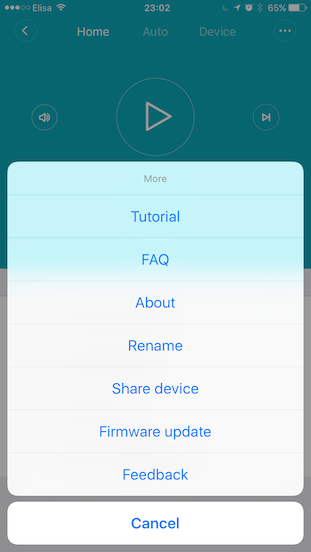 Elisa 23:02 65%
Home Auto Device
More
Tutorial
FAQ
About
Rename
Share device
Firmware update
Feedback
Cancel